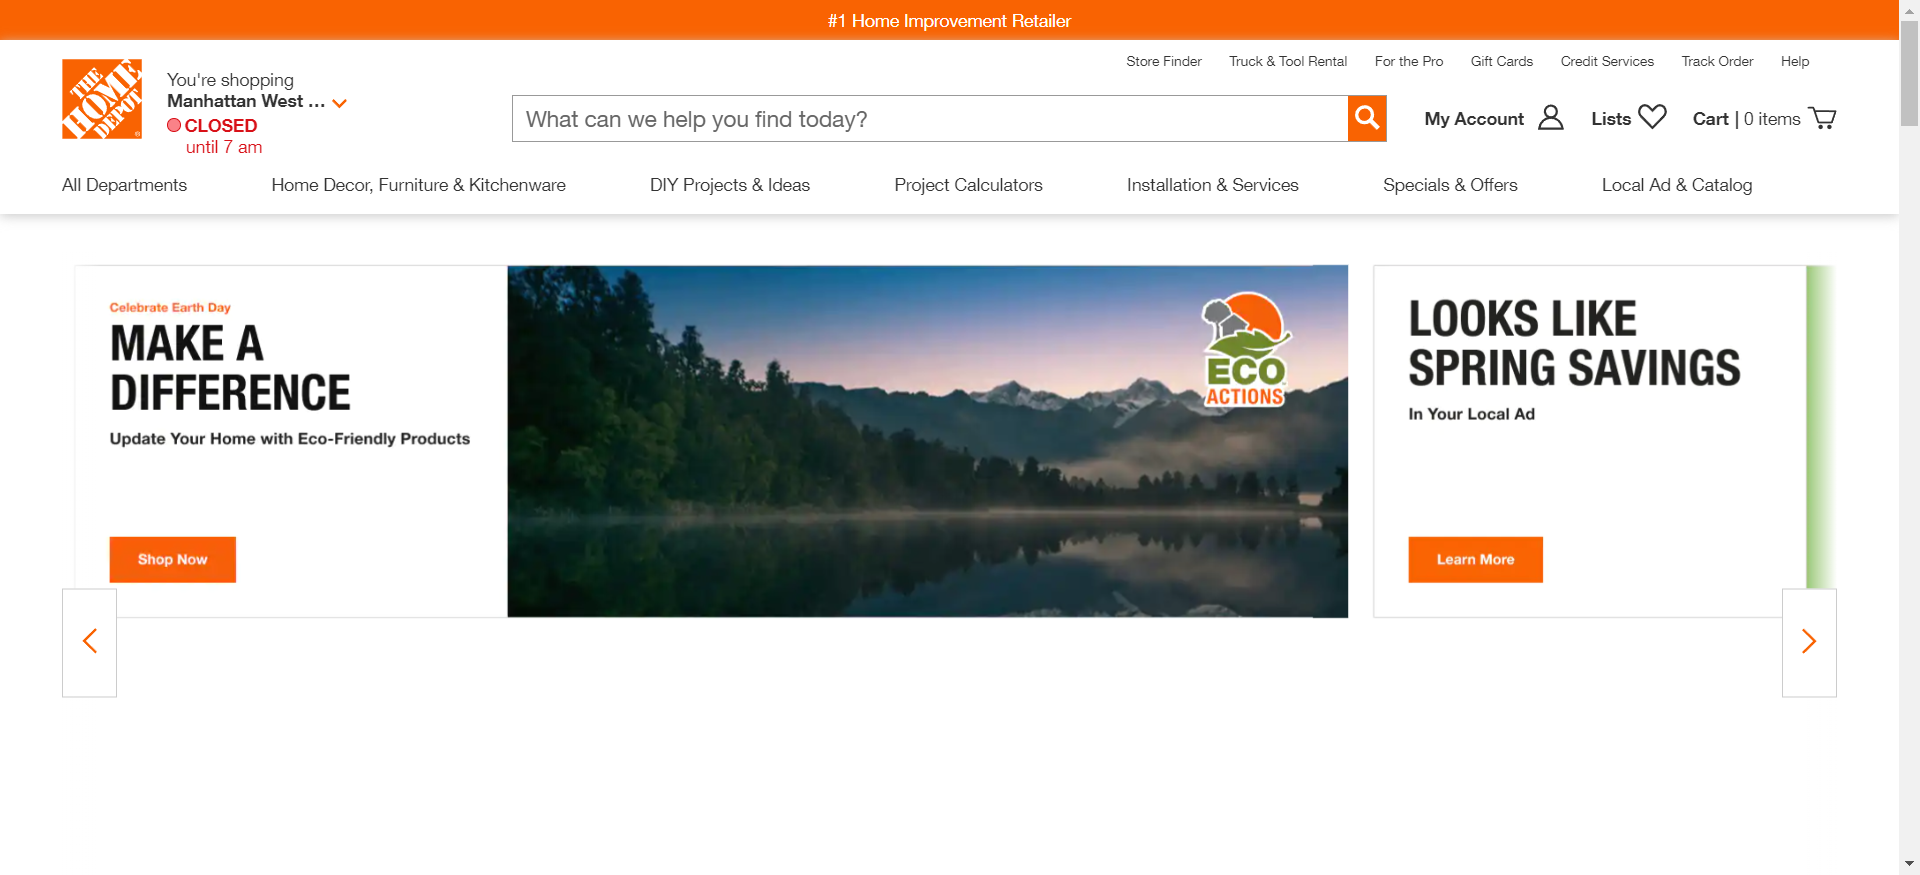 #1 Home Improvement Retailer
Store Finder
Truck & Tool Rental
For the Pro
Gift Cards
Credit Services
Track Order
Help
THE HOME DEPOT
You're shopping
Manhattan West ...
CLOSED
until 7 am
What can we help you find today?
My Account
Lists
Cart | 0 items
All Departments
Home Decor, Furniture & Kitchenware
DIY Projects & Ideas
Project Calculators
Installation & Services
Specials & Offers
Local Ad & Catalog
Celebrate Earth Day
MAKE A
DIFFERENCE
Update Your Home with Eco-Friendly Products
Shop Now
ECO
ACTIONS
LOOKS LIKE
SPRING SAVINGS
In Your Local Ad
Learn More